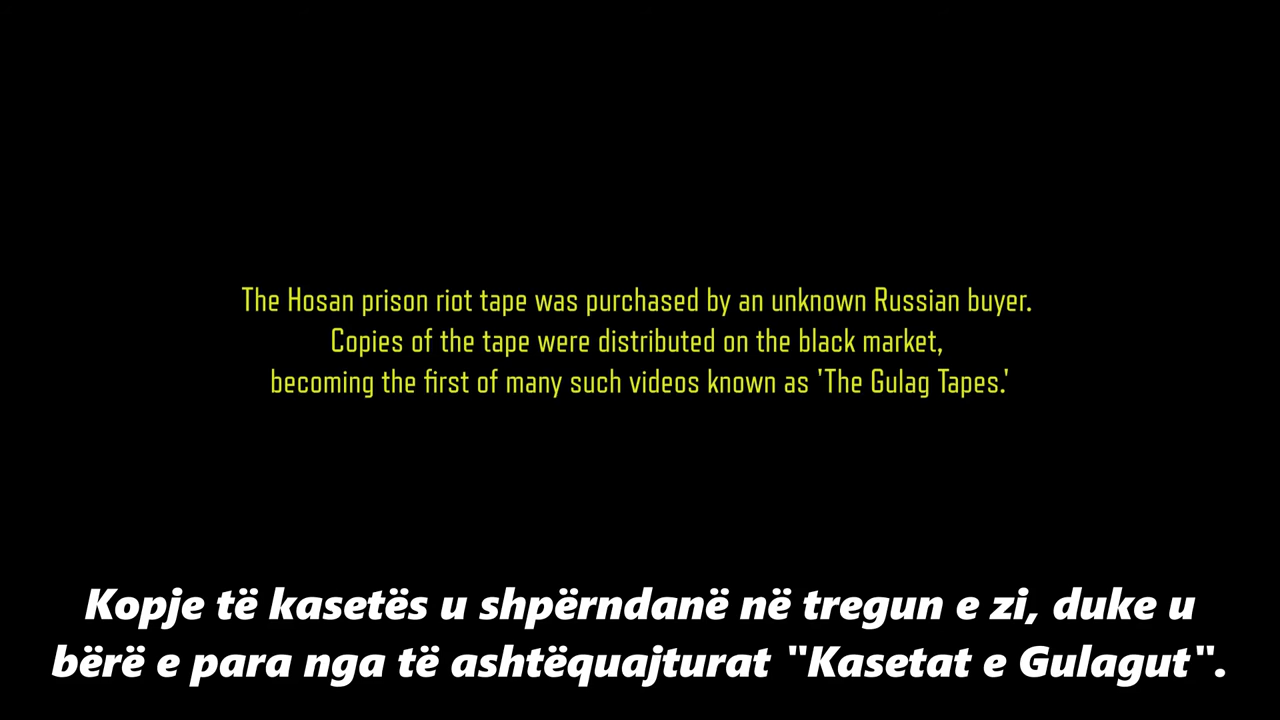 The Hosan prison riot tape was purchased by an unknown Russian buyer.
Copies of the tape were distributed on the black market,
becoming the first of many such videos known as 'The Gulag Tapes.'
Kopje të kasetës u shpërndanë në tregun e zi, duke u
bërë e para nga të ashtëquajturat "Kasetat e Gulagut".